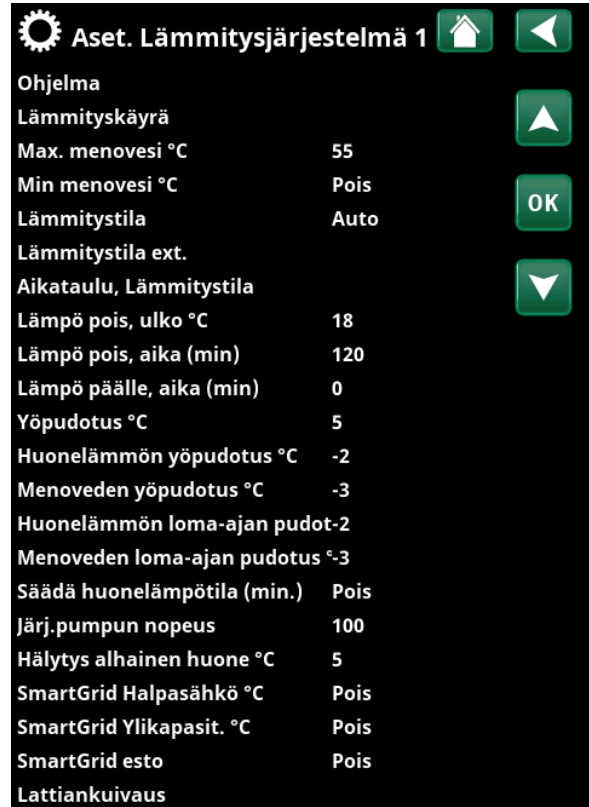 Aset. Lämmitysjärjestelmä 1
Ohjelma
Lämmityskäyrä
Max. menovesi °C 55
Min menovesi °C Pois
OK
Lämmitystila Auto
Lämmitystila ext.
Aikataulu, Lämmitystila
Lämpö pois, ulko °C 18
Lämpö pois, aika (min) 120
Lämpö päälle, aika (min) 0
Yöpudotus °C 5
Huonelämmön yöpudotus °C -2
Menoveden yöpudotus °C -3
Huonelämmön loma-ajan pudot-2
Menoveden loma-ajan pudotus °-3
Säädä huonelämpötila (min.) Pois
Järj.pumpun nopeus 100
Hälytys alhainen huone °C 5
SmartGrid Halpasähkö °C Pois
SmartGrid Ylikapasit. °C Pois
SmartGrid esto Pois
Lattiankuivaus